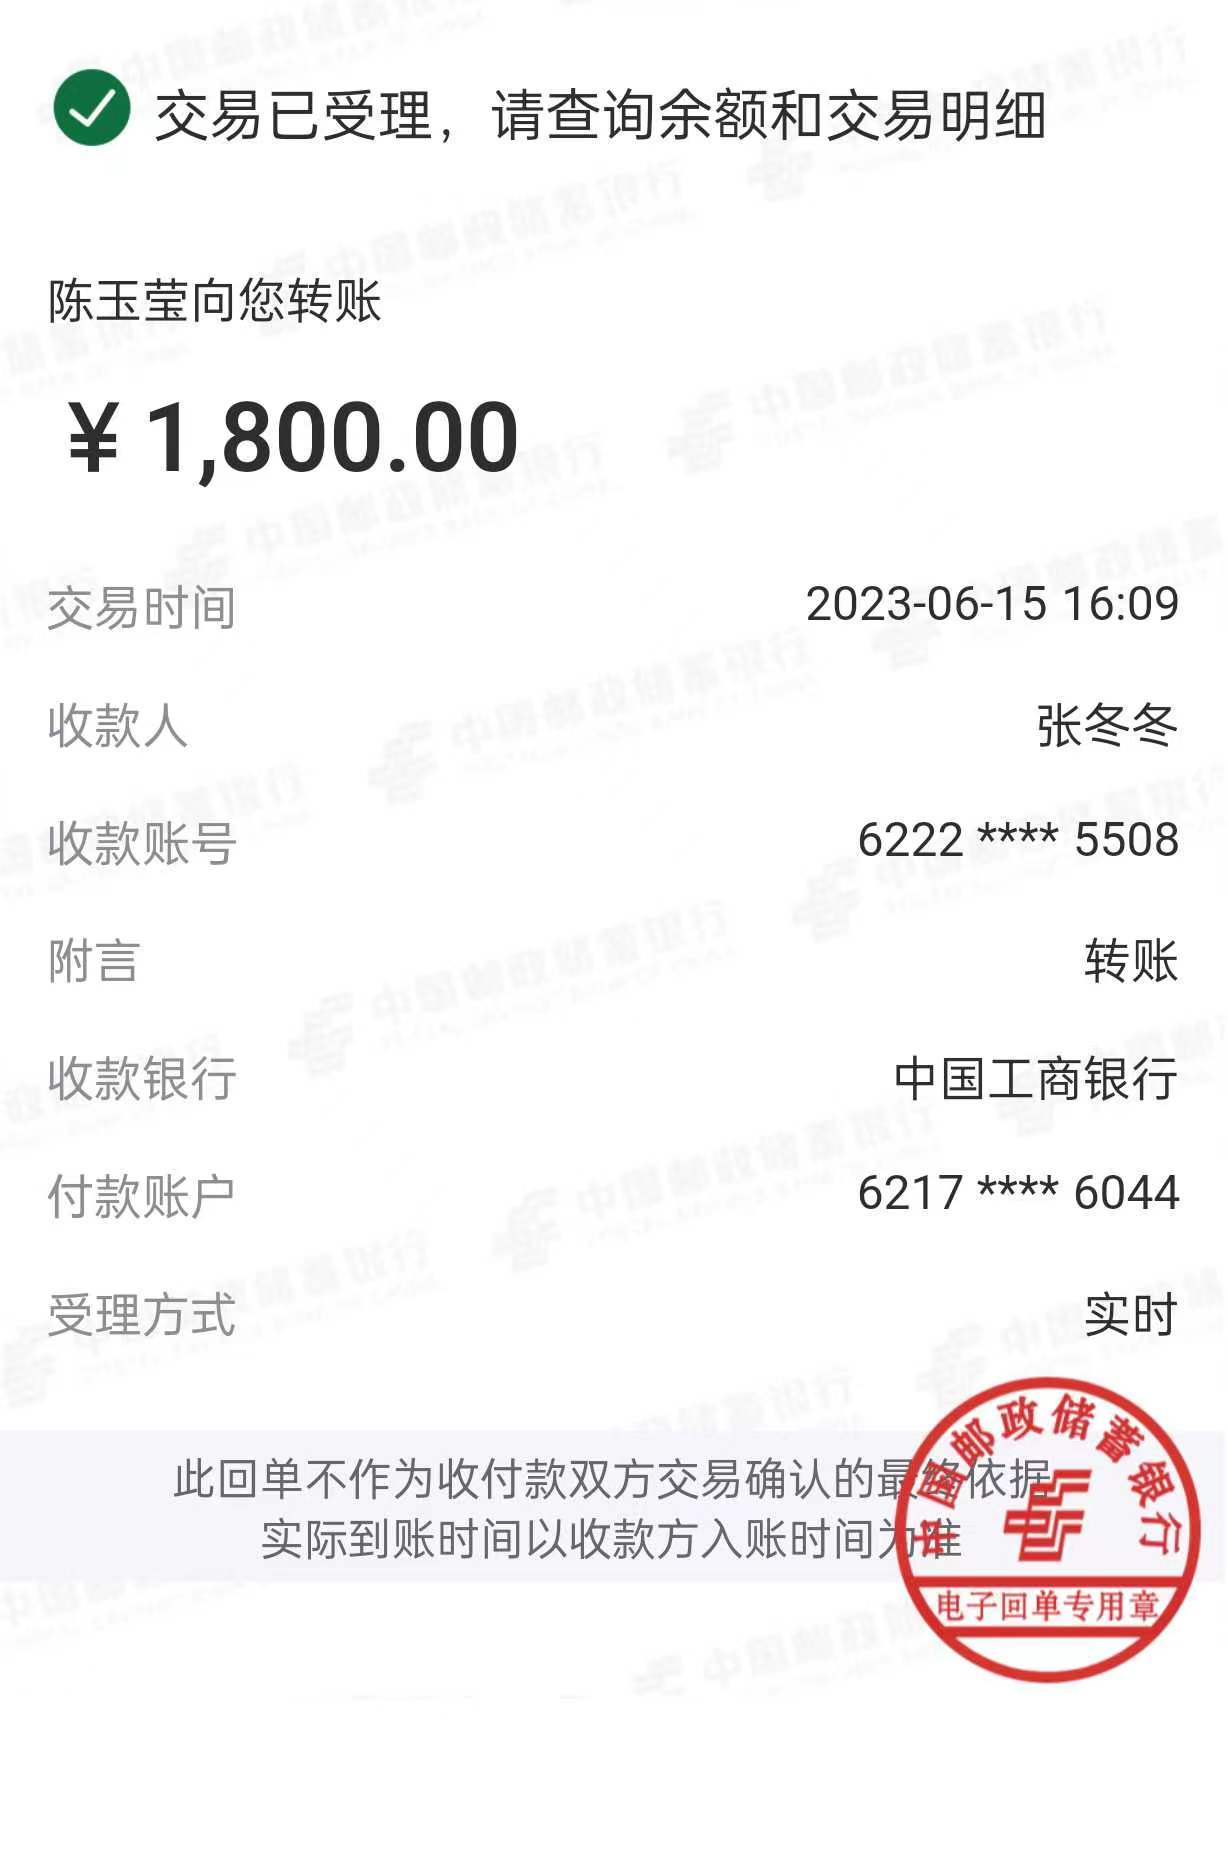 交易已受理，请查询余额和交易明细
陈玉莹向您转账
¥ 1,800.00
交易时间 2023-06-15 16:09
收款人 张冬冬
收款账号 6222 **** 5508
附言 转账
收款银行 中国工商银行
付款账户 6217 **** 6044
受理方式 实时
此回单不作为收付款双方交易确认的最终依据
实际到账时间以收款方入账时间为准
中国邮政储蓄银行
电子回单专用章